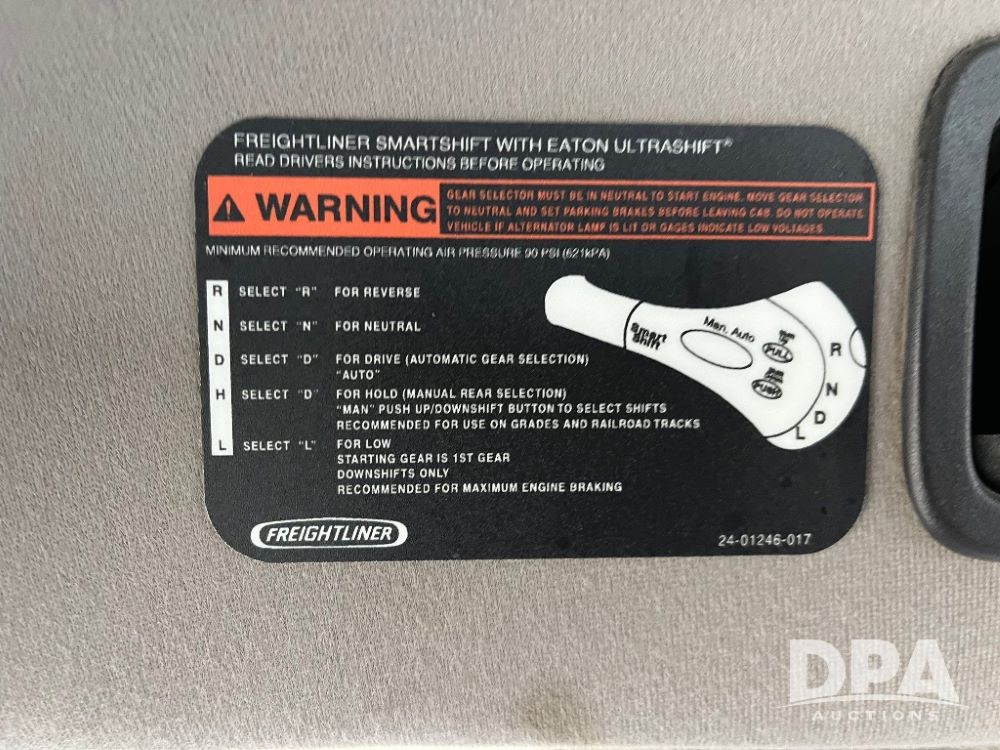 FREIGHTLINER SMARTSHIFT WITH EATON ULTRASHIFT®
READ DRIVERS INSTRUCTIONS BEFORE OPERATING
WARNING
GEAR SELECTOR MUST BE IN NEUTRAL TO START ENGINE. MOVE GEAR SELECTOR
TO NEUTRAL AND SET PARKING BRAKES BEFORE LEAVING CAB. DO NOT OPERATE
VEHICLE IF ALTERNATOR LAMP IS LIT OR GAGES INDICATE LOW VOLTAGES
MINIMUM RECOMMENDED OPERATING AIR PRESSURE 90 PSI (621kPA)
R SELECT "R" FOR REVERSE
N SELECT "N" FOR NEUTRAL
D SELECT "D" FOR DRIVE (AUTOMATIC GEAR SELECTION)
"AUTO"
H SELECT "D" FOR HOLD (MANUAL REAR SELECTION)
"MAN" PUSH UP/DOWNSHIFT BUTTON TO SELECT SHIFTS
RECOMMENDED FOR USE ON GRADES AND RAILROAD TRACKS
L SELECT "L" FOR LOW
STARTING GEAR IS 1ST GEAR
DOWNSHIFTS ONLY
RECOMMENDED FOR MAXIMUM ENGINE BRAKING
Smart
Shift
Man. Auto
PULL
PUSH
R
N
D
L
FREIGHTLINER
24-01246-017
DPA
AUCTIONS